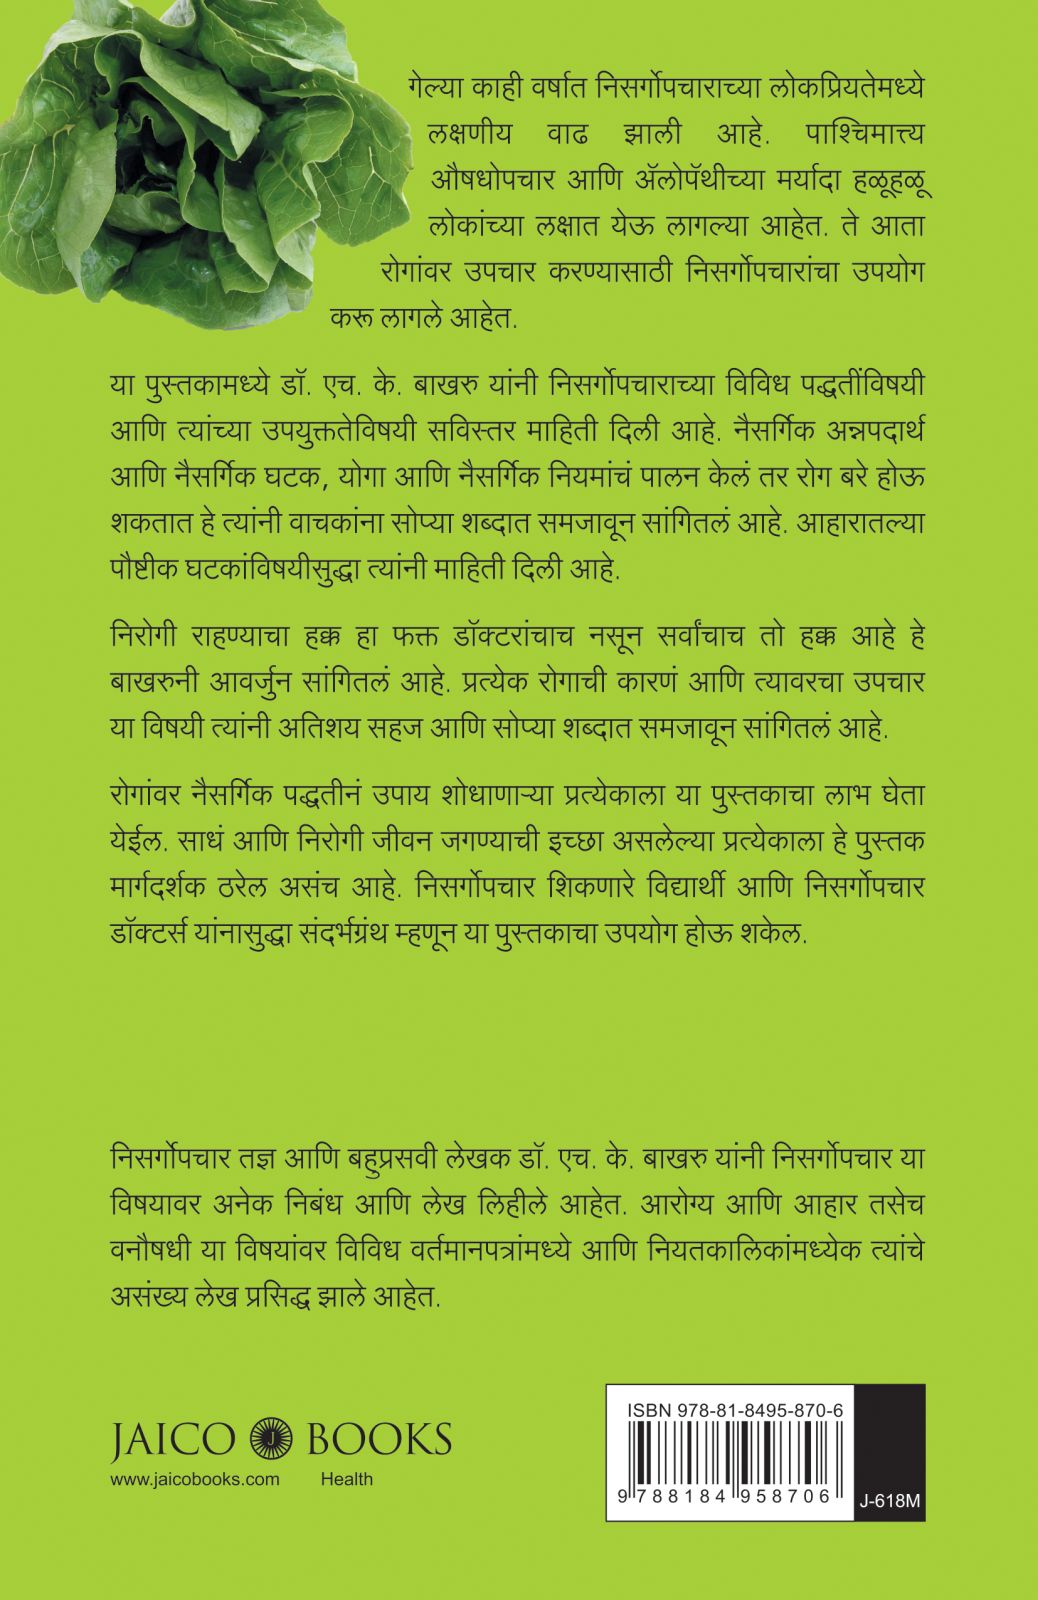 गेल्या काही वर्षात निसर्गोपचाराच्या लोकप्रियतेमध्ये
लक्षणीय वाढ झाली आहे. पाश्चिमात्त्य
औषधोपचार आणि ॲलोपॅथीच्या मर्यादा हळूहळू
लोकांच्या लक्षात येऊ लागल्या आहेत. ते आता
रोगांवर उपचार करण्यासाठी निसर्गोपचारांचा उपयोग
करू लागले आहेत.
या पुस्तकामध्ये डॉ. एच. के. बाखरु यांनी निसर्गोपचाराच्या विविध पद्धतींविषयी
आणि त्यांच्या उपयुक्ततेविषयी सविस्तर माहिती दिली आहे. नैसर्गिक अन्नपदार्थ
आणि नैसर्गिक घटक, योगा आणि नैसर्गिक नियमांचं पालन केलं तर रोग बरे होऊ
शकतात हे त्यांनी वाचकांना सोप्या शब्दात समजावून सांगितलं आहे. आहारातल्या
पौष्टीक घटकांविषयीसुद्धा त्यांनी माहिती दिली आहे.
निरोगी राहण्याचा हक्क हा फक्त डॉक्टरांचाच नसून सर्वांचाच तो हक्क आहे हे
बाखरुनी आवर्जुन सांगितलं आहे. प्रत्येक रोगाची कारणं आणि त्यावरचा उपचार
या विषयी त्यांनी अतिशय सहज आणि सोप्या शब्दात समजावून सांगितलं आहे.
रोगांवर नैसर्गिक पद्धतीनं उपाय शोधाणाऱ्या प्रत्येकाला या पुस्तकाचा लाभ घेता
येईल. साधं आणि निरोगी जीवन जगण्याची इच्छा असलेल्या प्रत्येकाला हे पुस्तक
मार्गदर्शक ठरेल असंच आहे. निसर्गोपचार शिकणारे विद्यार्थी आणि निसर्गोपचार
डॉक्टर्स यांनासुद्धा संदर्भग्रंथ म्हणून या पुस्तकाचा उपयोग होऊ शकेल.
निसर्गोपचार तज्ञ आणि बहुप्रसवी लेखक डॉ. एच. के. बाखरु यांनी निसर्गोपचार या
विषयावर अनेक निबंध आणि लेख लिहीले आहेत. आरोग्य आणि आहार तसेच
वनौषधी या विषयांवर विविध वर्तमानपत्रांमध्ये आणि नियतकालिकांमध्येक त्यांचे
असंख्य लेख प्रसिद्ध झाले आहेत.
JAICO J BOOKS
www.jaicobooks.com Health
ISBN 978-81-8495-870-6
9 788184 958706
J-618M